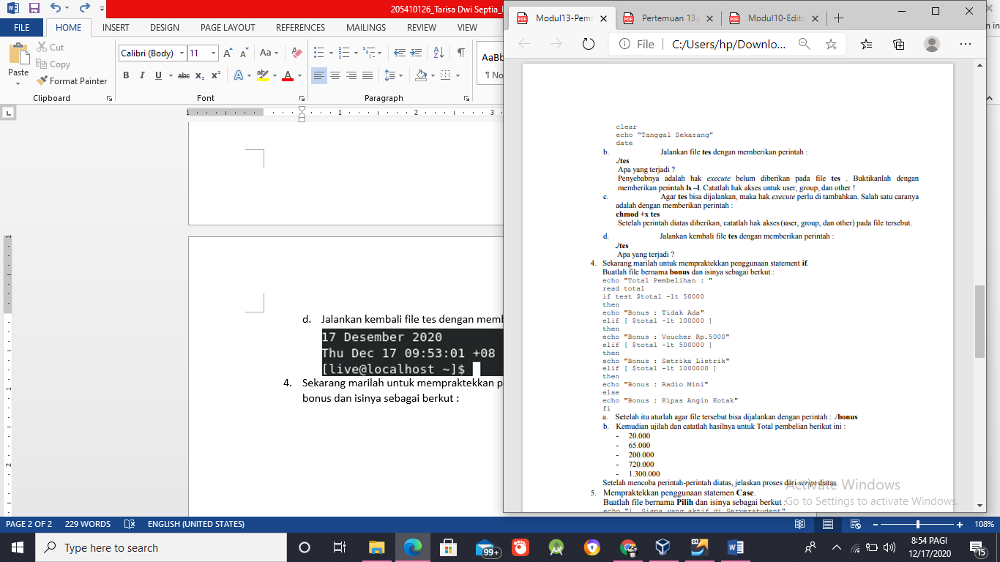 205410126_Tarisa Dwi Septia_
FILE HOME INSERT DESIGN PAGE LAYOUT REFERENCES MAILINGS REVIEW VIEW
Paste
Cut
Copy
Format Painter
Calibri (Body) 11
Clipboard Font Paragraph
AaBb
¶ No
n in
Modul13-Pem
Pertemuan 13.
Modul10-Edito
File C:/Users/hp/Downlo...
1 1 2 3
d. Jalankan kembali file tes dengan memb
17 Desember 2020
Thu Dec 17 09:53:01 +08
[live@localhost ~]$
4. Sekarang marilah untuk mempraktekkan p
bonus dan isinya sebagai berkut :
clear
echo “Tanggal Sekarang”
date
b. Jalankan file tes dengan memberikan perintah :
./tes
Apa yang terjadi ?
Penyebabnya adalah hak execute belum diberikan pada file tes . Buktikanlah dengan
memberikan perintah ls –l. Catatlah hak akses untuk user, group, dan other !
c. Agar tes bisa dijalankan, maka hak execute perlu di tambahkan. Salah satu caranya
adalah dengan memberikan perintah :
chmod +x tes
Setelah perintah diatas diberikan, catatlah hak akses (user, group, dan other) pada file tersebut.
d. Jalankan kembali file tes dengan memberikan perintah :
./tes
Apa yang terjadi ?
4. Sekarang marilah untuk mempraktekkan penggunaan statement if.
Buatlah file bernama bonus dan isinya sebagai berkut :
echo "Total Pembelihan : "
read total
if test $total -lt 50000
then
echo "Bonus : Tidak Ada"
elif [ $total -lt 100000 ]
then
echo "Bonus : Voucher Rp.5000"
elif [ $total -lt 500000 ]
then
echo "Bonus : Setrika Listrik"
elif [ $total -lt 1000000 ]
then
echo "Bonus : Radio Mini"
else
echo "Bonus : Kipas Angin Kotak"
fi
a. Setelah itu aturlah agar file tersebut bisa dijalankan dengan perintah : ./bonus
b. Kemudian ujilah dan catatlah hasilnya untuk Total pembelian berikut ini :
- 20.000
- 65.000
- 200.000
- 720.000
- 1.300.000
Setelah mencoba perintah-perintah diatas, jelaskan proses dari script diatas
5. Mempraktekkan penggunaan statemen Case.
Buatlah file bernama Pilih dan isinya sebagai berkut :
echo "1. Siapa yang aktif di Serverstudent"
Activate Windows
Go to Settings to activate Windows.
PAGE 2 OF 2 229 WORDS ENGLISH (UNITED STATES) 108%
Type here to search
99+
8:54 PAGI
12/17/2020
15